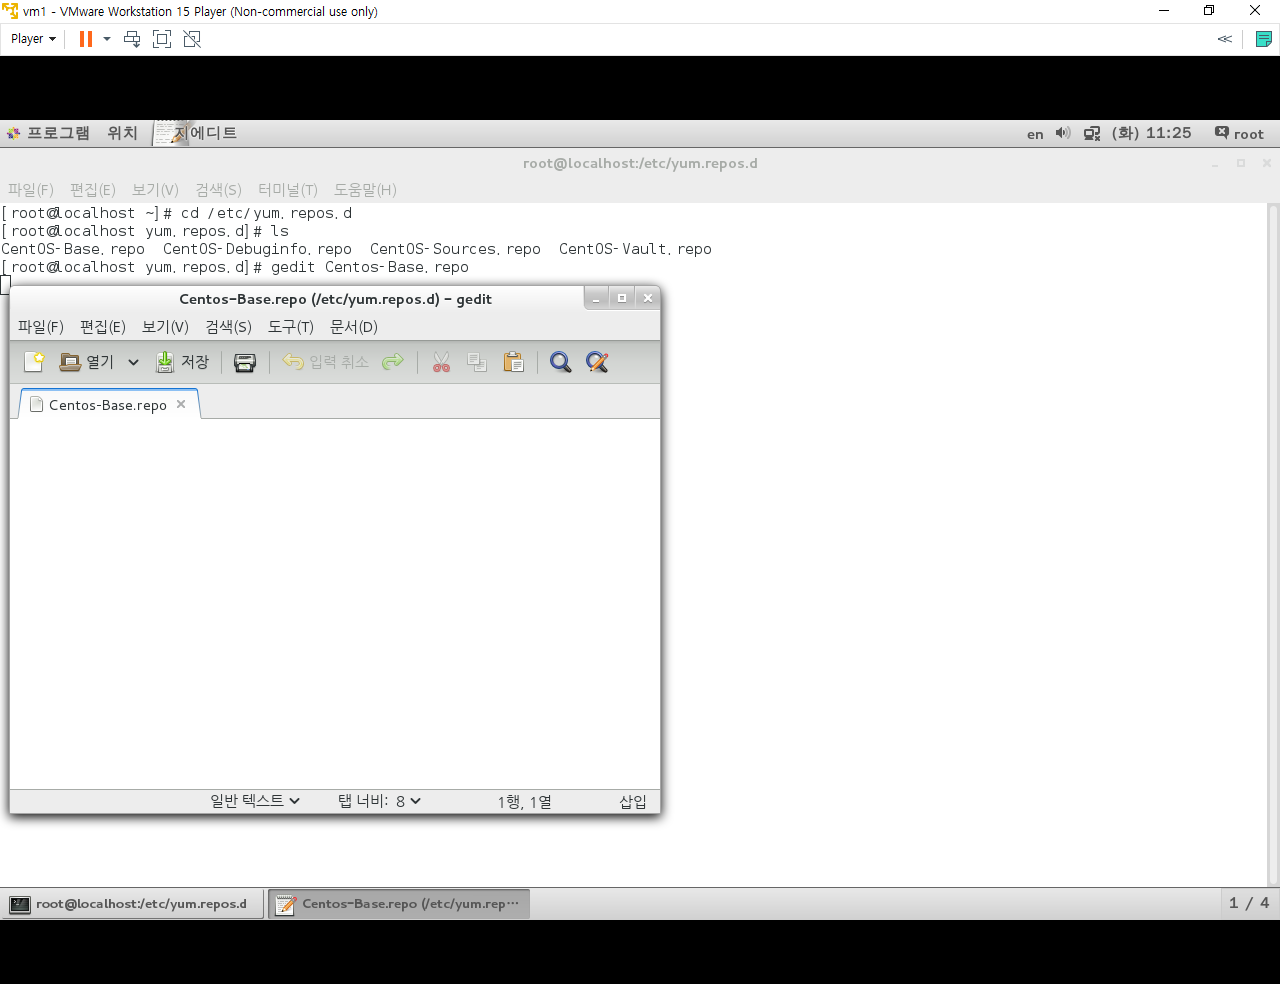 vm1 - VMware Workstation 15 Player (Non-commercial use only)
Player
프로그램 위치 지에디트 en (화) 11:25 root
root@localhost:/etc/yum.repos.d
파일(F) 편집(E) 보기(V) 검색(S) 터미널(T) 도움말(H)
[root@localhost ~]# cd /etc/yum.repos.d
[root@localhost yum.repos.d]# ls
CentOS-Base.repo CentOS-Debuginfo.repo CentOS-Sources.repo CentOS-Vault.repo
[root@localhost yum.repos.d]# gedit Centos-Base.repo
Centos-Base.repo (/etc/yum.repos.d) - gedit
파일(F) 편집(E) 보기(V) 검색(S) 도구(T) 문서(D)
열기 저장 입력 취소
Centos-Base.repo
일반 텍스트 탭 너비: 8 1행, 1열 삽입
root@localhost:/etc/yum.repos.d Centos-Base.repo (/etc/yum.rep… 1 / 4